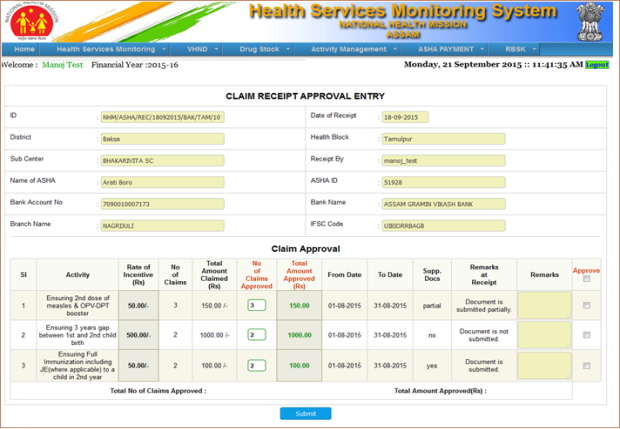 NATIONAL HEALTH MISSION
Health Services Monitoring System
NATIONAL HEALTH MISSION
ASSAM
Home Health Services Monitoring VHND Drug Stock Activity Management ASHA PAYMENT RBSK
Welcome : Manoj Test Financial Year :2015-16 Monday, 21 September 2015 :: 11:41:35 AM Logout
CLAIM RECEIPT APPROVAL ENTRY
ID : NHM/ASHA/REC/18092015/BAK/TAM/10 Date of Receipt : 18-09-2015
District : Baksa Health Block : Tamulpur
Sub Center : BHAKARIVITA SC Receipt By : manoj_test
Name of ASHA : Arati Boro ASHA ID : 51928
Bank Account No : 7090010007173 Bank Name : ASSAM GRAMIN VIKASH BANK
Branch Name : NAGRIJULI IFSC Code : UBIORRBAGB
Claim Approval
Sl Activity Rate of Incentive (Rs) No of Claims Total Amount Claimed (Rs) No of Claims Approved Total Amount Approved (Rs) From Date To Date Supp. Docs Remarks at Receipt Remarks Approve
1 Ensuring 2nd dose of measles & OPV-DPT booster 50.00/- 3 150.00 /- 3 150.00 01-08-2015 31-08-2015 partial Document is submitted partially.
2 Ensuring 3 years gap between 1st and 2nd child birth 500.00/- 2 1000.00 /- 2 1000.00 01-08-2015 31-08-2015 no Document is not submitted.
3 Ensuring Full Immunization including JE(where applicable) to a child in 2nd year 50.00/- 2 100.00 /- 2 100.00 01-08-2015 31-08-2015 yes Document is submitted.
Total No of Claims Approved : Total Amount Approved(Rs) :
Submit